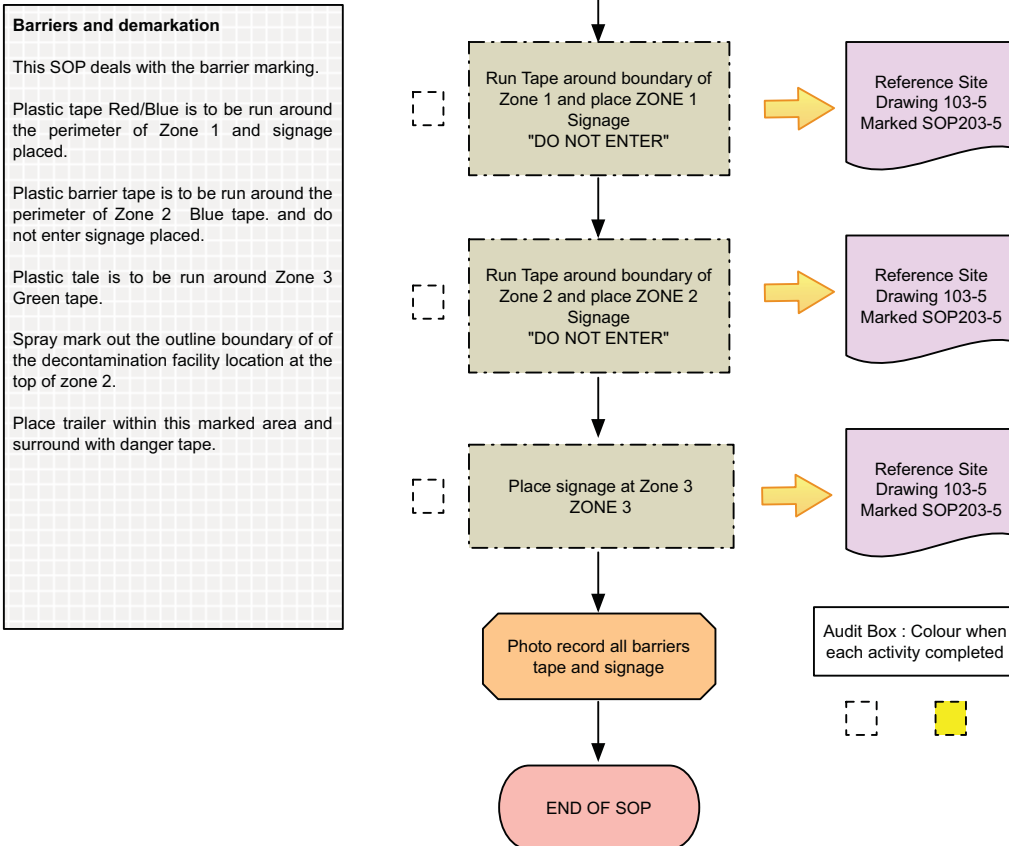 Barriers and demarkation
This SOP deals with the barrier marking.
Plastic tape Red/Blue is to be run around
the perimeter of Zone 1 and signage
placed.
Plastic barrier tape is to be run around the
perimeter of Zone 2 Blue tape. and do
not enter signage placed.
Plastic tale is to be run around Zone 3
Green tape.
Spray mark out the outline boundary of of
the decontamination facility location at the
top of zone 2.
Place trailer within this marked area and
surround with danger tape.
Run Tape around boundary of
Zone 1 and place ZONE 1
Signage
"DO NOT ENTER"
Reference Site
Drawing 103-5
Marked SOP203-5
Run Tape around boundary of
Zone 2 and place ZONE 2
Signage
"DO NOT ENTER"
Reference Site
Drawing 103-5
Marked SOP203-5
Place signage at Zone 3
ZONE 3
Reference Site
Drawing 103-5
Marked SOP203-5
Photo record all barriers
tape and signage
Audit Box : Colour when
each activity completed
END OF SOP